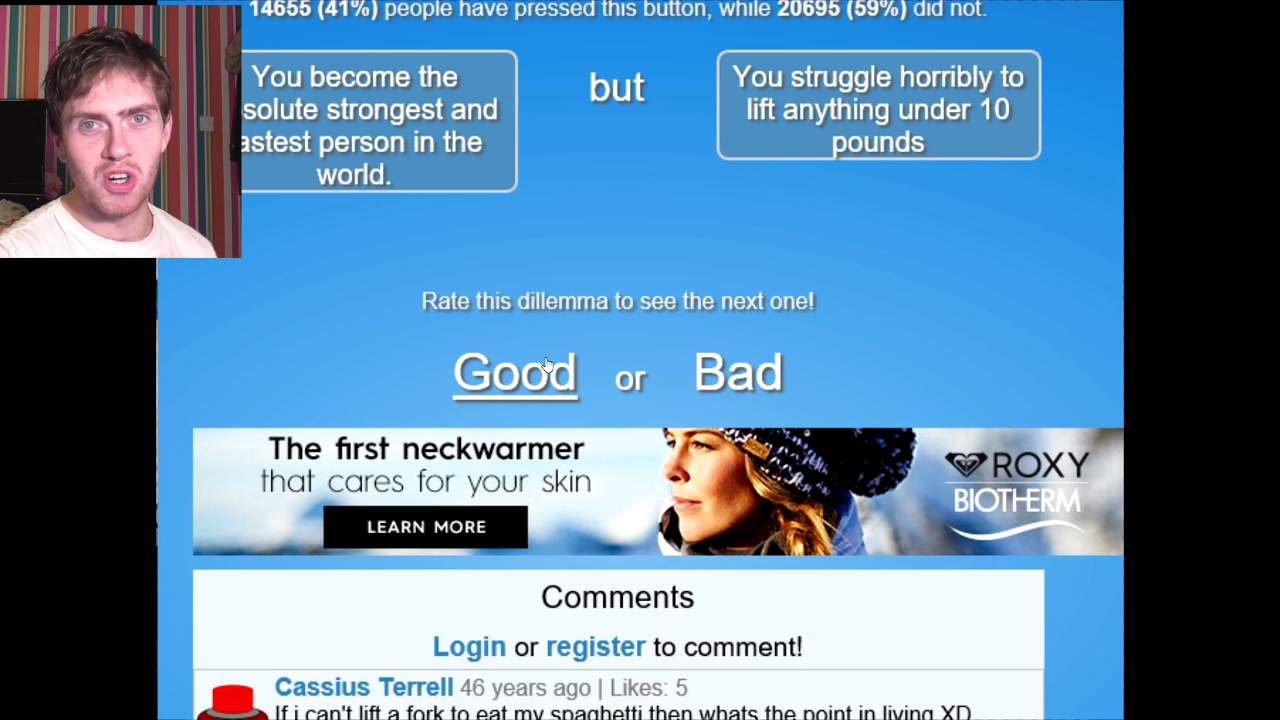 14655 (41%) people have pressed this button, while 20695 (59%) did not.
You become the
solute strongest and
astest person in the
world.
but
You struggle horribly to
lift anything under 10
pounds
Rate this dillemma to see the next one!
Good or Bad
The first neckwarmer
that cares for your skin
LEARN MORE
ROXY
BIOTHERM
Comments
Login or register to comment!
Cassius Terrell 46 years ago | Likes: 5
If i can't lift a fork to eat my spaghetti then whats the point in living XD